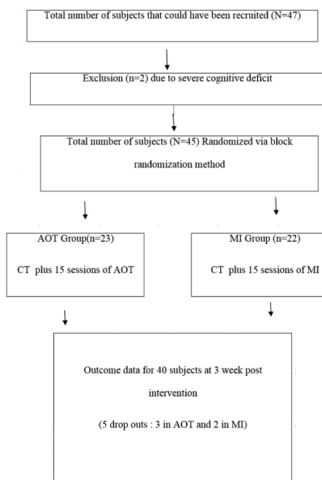 Total number of subjects that could have been recruited (N=47)
Exclusion (n=2) due to severe cognitive deficit
Total number of subjects (N=45) Randomized via block
randomization method
AOT Group(n=23)
CT plus 15 sessions of AOT
MI Group (n=22)
CT plus 15 sessions of MI
Outcome data for 40 subjects at 3 week post
intervention
(5 drop outs : 3 in AOT and 2 in MI)